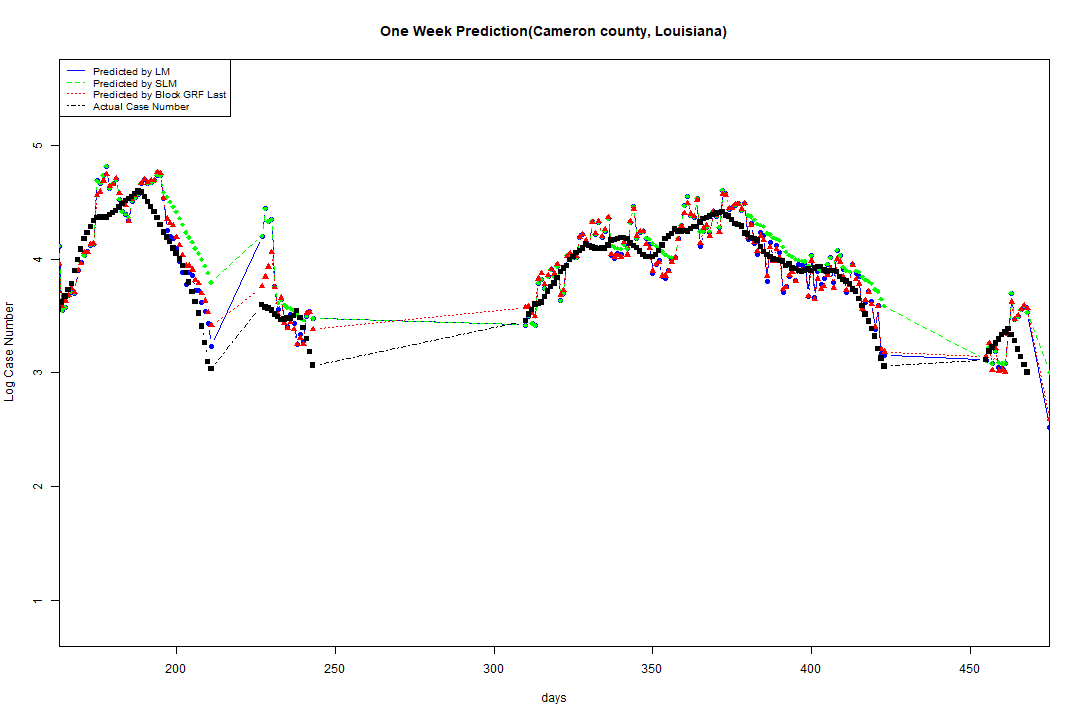 One Week Prediction(Cameron county, Louisiana)
Predicted by LM
Predicted by SLM
Predicted by Block GRF Last
Actual Case Number
5
4
3
2
1
Log Case Number
200 250 300 350 400 450
days